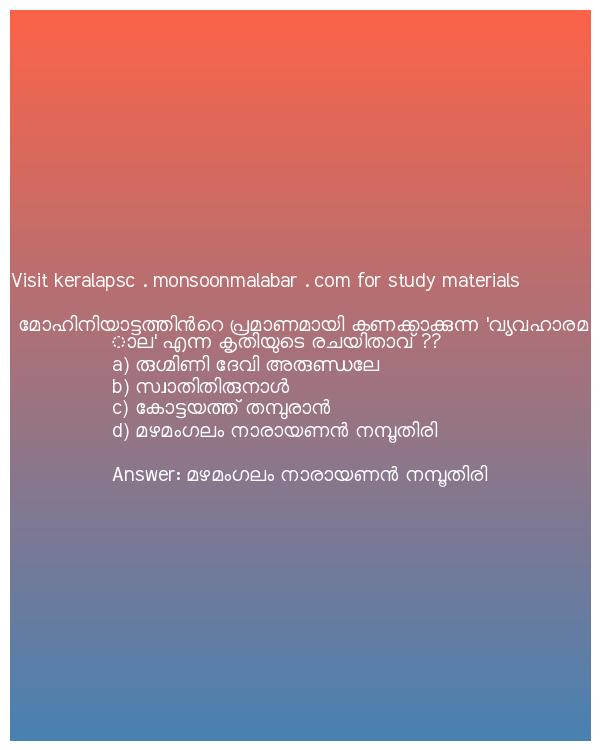 Visit keralapsc . monsoonmalabar . com for study materials
മോഹിനിയാട്ടത്തിൻറെ പ്രമാണമായി കണക്കാക്കുന്ന 'വ്യവഹാരമ
ാല' എന്ന കൃതിയുടെ രചയിതാവ് ??
a) രുഗ്മിണി ദേവി അരുണ്ഡലേ
b) സ്വാതിതിരുനാൾ
c) കോട്ടയത്ത് തമ്പുരാൻ
d) മഴമംഗലം നാരായണൻ നമ്പൂതിരി
Answer: മഴമംഗലം നാരായണൻ നമ്പൂതിരി